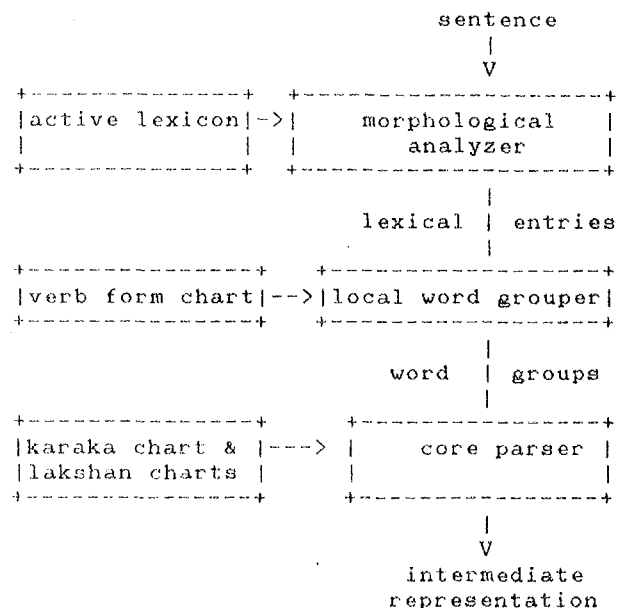 sentence
active lexicon morphological
analyzer
lexical entries
verb form chart local word grouper
word groups
karaka chart & core parser
lakshan charts
intermediate
representation